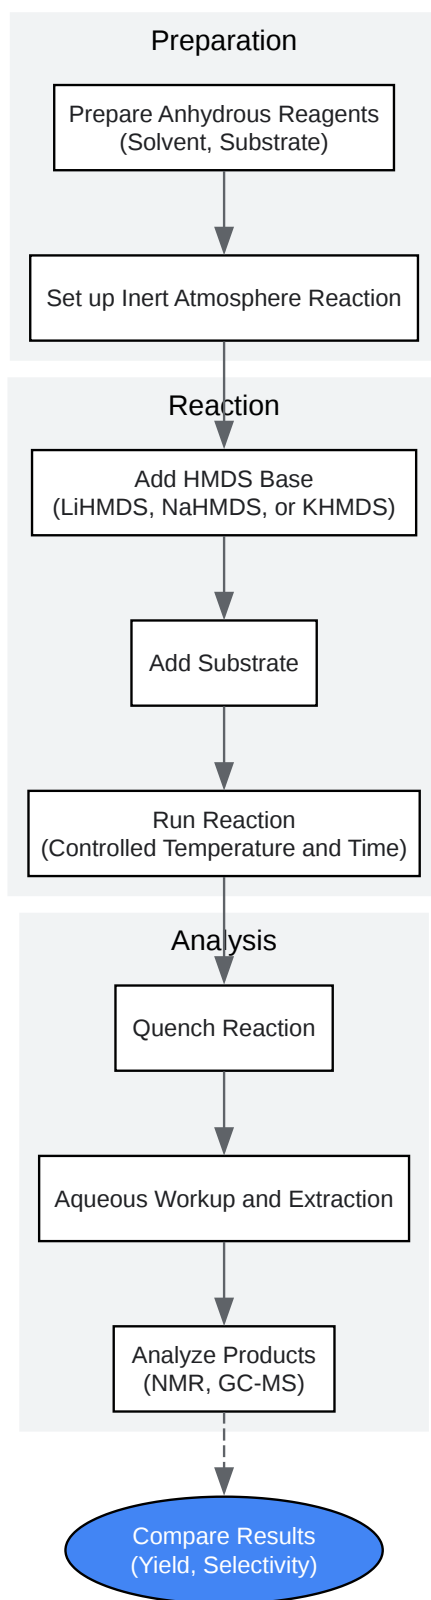 Preparation
Prepare Anhydrous Reagents
(Solvent, Substrate)
Set up Inert Atmosphere Reaction
Reaction
Add HMDS Base
(LiHMDS, NaHMDS, or KHMDS)
Add Substrate
Run Reaction
(Controlled Temperature and Time)
Analysis
Quench Reaction
Aqueous Workup and Extraction
Analyze Products
(NMR, GC-MS)
Compare Results
(Yield, Selectivity)